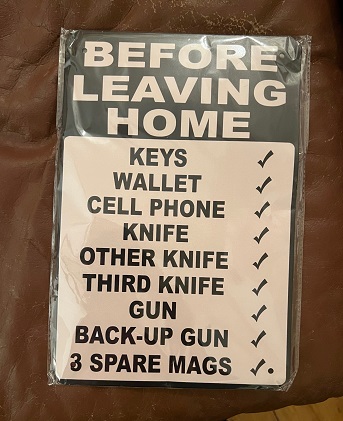 BEFORE
LEAVING
HOME
KEYS ✓
WALLET ✓
CELL PHONE ✓
KNIFE ✓
OTHER KNIFE ✓
THIRD KNIFE ✓
GUN ✓
BACK-UP GUN ✓
3 SPARE MAGS ✓